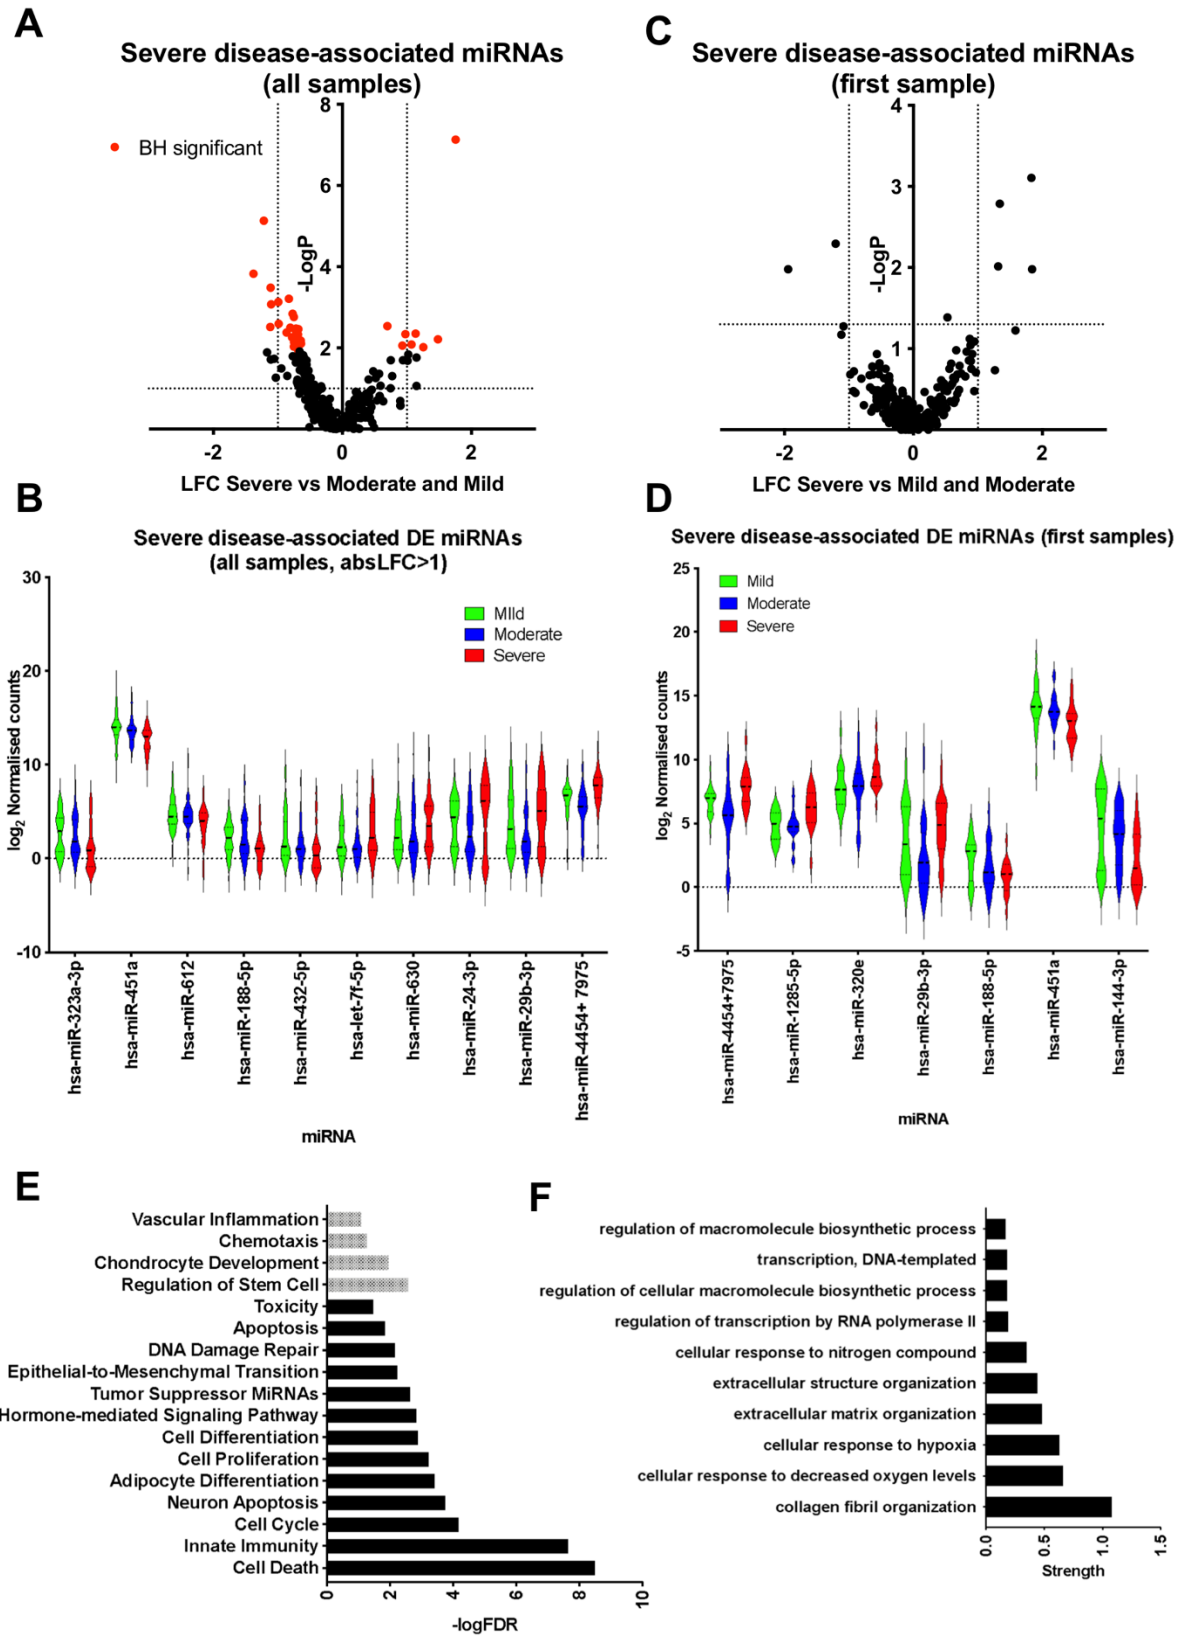 A
Severe disease-associated miRNAs
(all samples)
BH significant
8
6
4
2
-LogP
-2
0
2
LFC Severe vs Moderate and Mild
C
Severe disease-associated miRNAs
(first sample)
4
3
2
1
-LogP
-2
0
2
LFC Severe vs Mild and Moderate
B
Severe disease-associated DE miRNAs
(all samples, absLFC>1)
MIld
Moderate
Severe
30
20
10
0
-10
log2 Normalised counts
hsa-miR-323a-3p
hsa-miR-451a
hsa-miR-612
hsa-miR-188-5p
hsa-miR-432-5p
hsa-let-7f-5p
hsa-miR-630
hsa-miR-24-3p
hsa-miR-29b-3p
hsa-miR-4454+ 7975
miRNA
D
Severe disease-associated DE miRNAs (first samples)
Mild
Moderate
Severe
25
20
15
10
5
0
-5
log2 Normalised counts
hsa-miR-4454+7975
hsa-miR-1285-5p
hsa-miR-320e
hsa-miR-29b-3p
hsa-miR-188-5p
hsa-miR-451a
hsa-miR-144-3p
miRNA
E
Vascular Inflammation
Chemotaxis
Chondrocyte Development
Regulation of Stem Cell
Toxicity
Apoptosis
DNA Damage Repair
Epithelial-to-Mesenchymal Transition
Tumor Suppressor MiRNAs
Hormone-mediated Signaling Pathway
Cell Differentiation
Cell Proliferation
Adipocyte Differentiation
Neuron Apoptosis
Cell Cycle
Innate Immunity
Cell Death
0
2
4
6
8
10
-logFDR
F
regulation of macromolecule biosynthetic process
transcription, DNA-templated
regulation of cellular macromolecule biosynthetic process
regulation of transcription by RNA polymerase II
cellular response to nitrogen compound
extracellular structure organization
extracellular matrix organization
cellular response to hypoxia
cellular response to decreased oxygen levels
collagen fibril organization
0.0
0.5
1.0
1.5
Strength